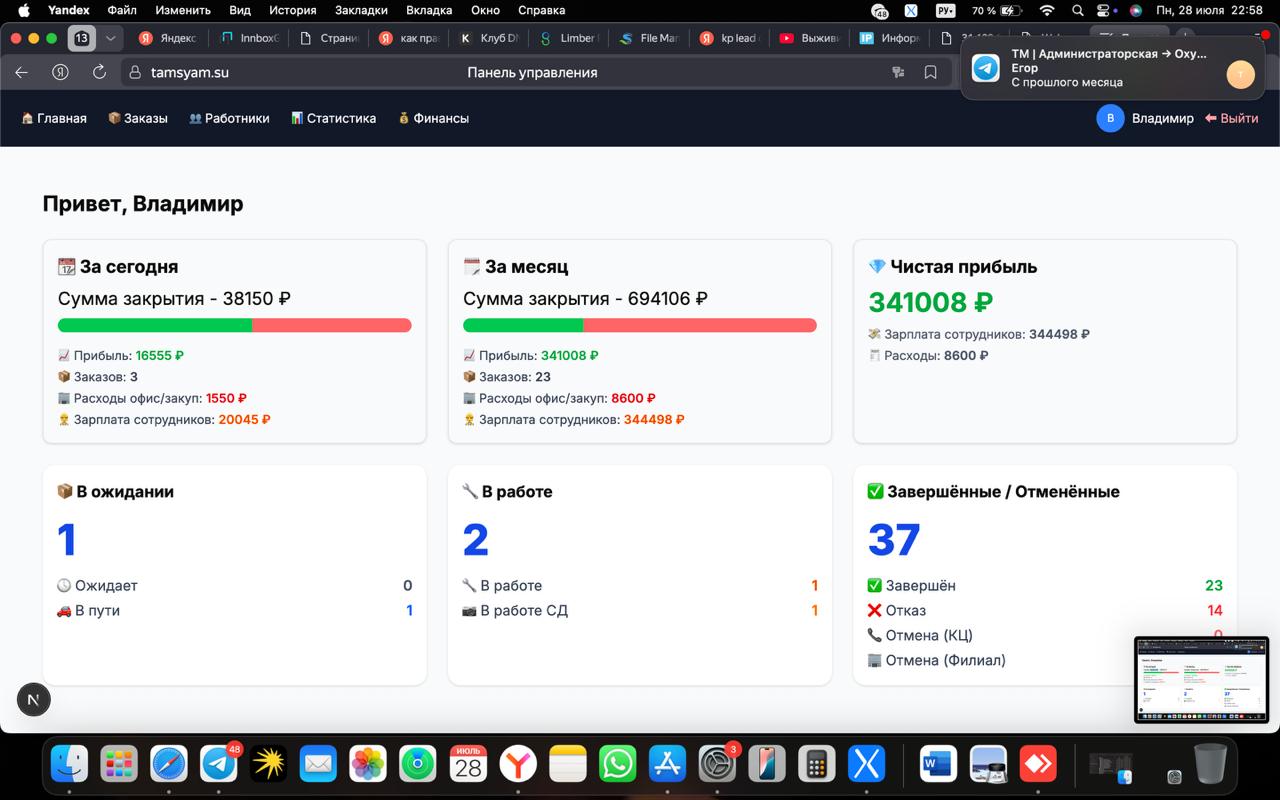 Yandex Файл Изменить Вид История Закладки Вкладка Окно Справка 48 РУ 70 % Пн, 28 июля 22:58
13 Яндекс InnboxG Страни как пра Клуб DN Limber File Mar kp lead Выжив Информ
tamsyam.su Панель управления
ТМ | Администраторская → Оху...
Егор
С прошлого месяца
Т
🏠 Главная 📦 Заказы 👥 Работники 📊 Статистика 💰 Финансы В Владимир ⬅ Выйти
Привет, Владимир
📆 За сегодня
Сумма закрытия - 38150 ₽
📈 Прибыль: 16555 ₽
📦 Заказов: 3
🏢 Расходы офис/закуп: 1550 ₽
👷 Зарплата сотрудников: 20045 ₽
🗓 За месяц
Сумма закрытия - 694106 ₽
📈 Прибыль: 341008 ₽
📦 Заказов: 23
🏢 Расходы офис/закуп: 8600 ₽
👷 Зарплата сотрудников: 344498 ₽
💎 Чистая прибыль
341008 ₽
💸 Зарплата сотрудников: 344498 ₽
🧾 Расходы: 8600 ₽
📦 В ожидании
1
🕓 Ожидает 0
🚗 В пути 1
🔧 В работе
2
🔧 В работе 1
📷 В работе СД 1
✅ Завершённые / Отменённые
37
✅ Завершён 23
❌ Отказ 14
📞 Отмена (КЦ) 0
🏢 Отмена (Филиал)
N
48 ИЮЛЬ 28 3 W